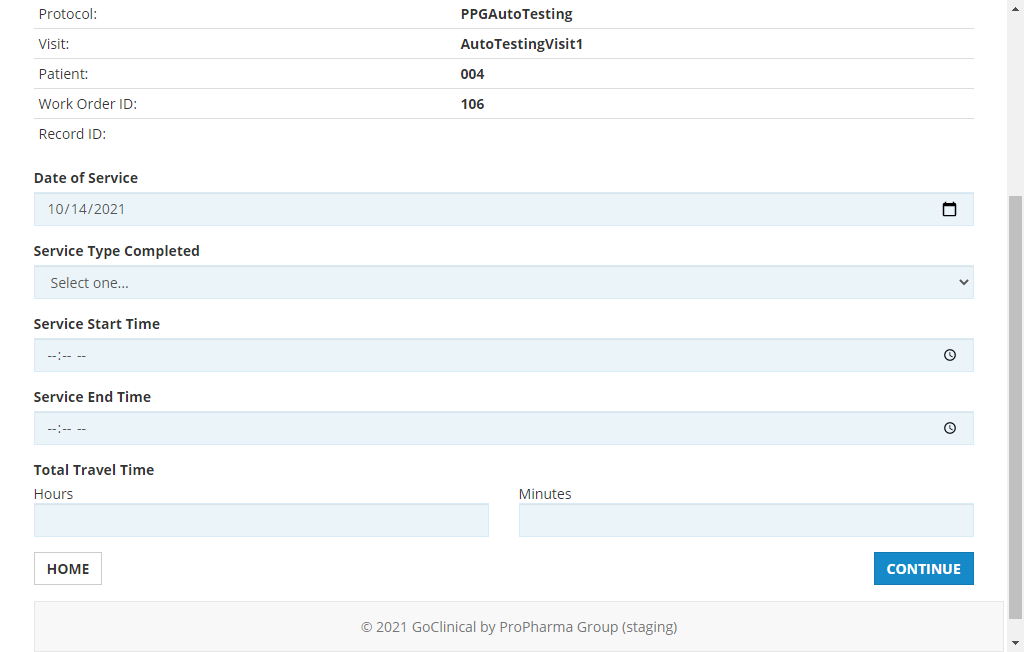 Protocol: PPGAutoTesting
Visit: AutoTestingVisit1
Patient: 004
Work Order ID: 106
Record ID:
Date of Service
10/14/2021
Service Type Completed
Select one...
Service Start Time
--:-- --
Service End Time
--:-- --
Total Travel Time
Hours Minutes
HOME CONTINUE
© 2021 GoClinical by ProPharma Group (staging)